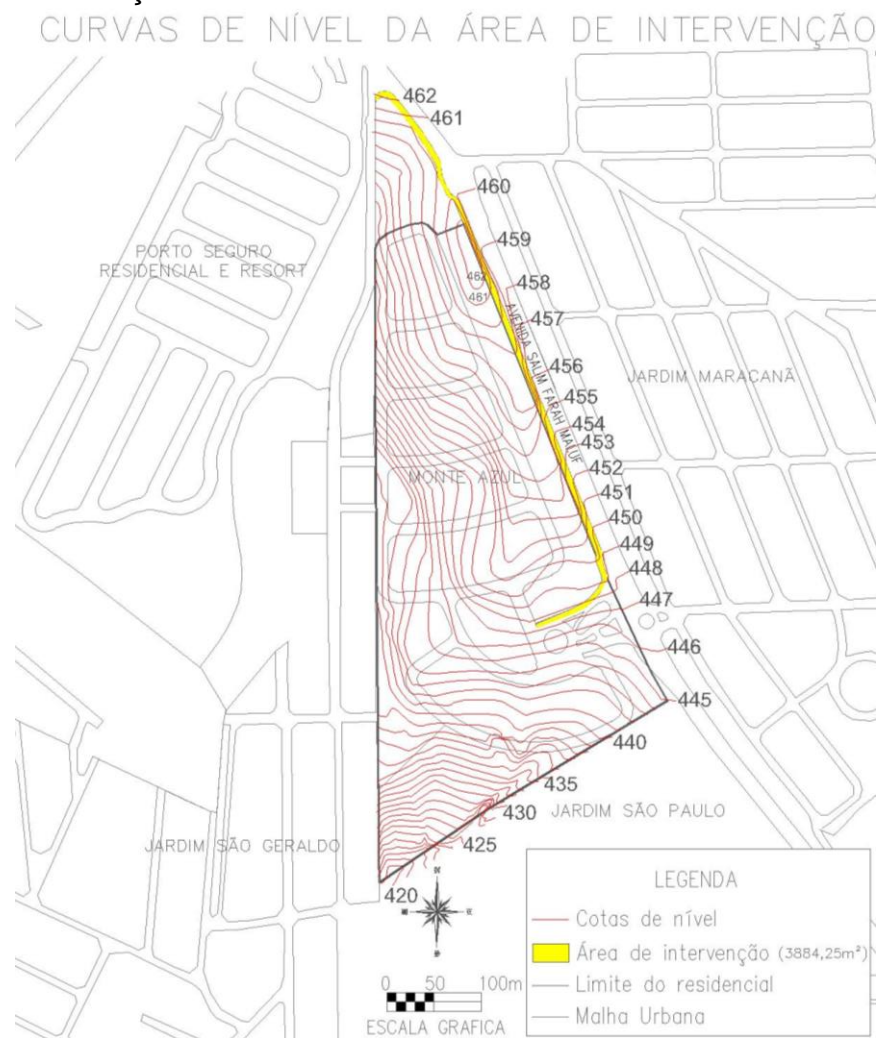 CURVAS DE NÍVEL DA ÁREA DE INTERVENÇÃO
462
461
460
459
PORTO SEGURO
RESIDENCIAL E RESORT
462
461
458
457
AVENIDA SALIM FARAH MALUF
456
JARDIM MARACANÃ
455
454
453
452
MONTE AZUL
451
450
449
448
447
446
445
440
435
430
JARDIM SÃO PAULO
JARDIM SÃO GERALDO
425
420
LEGENDA
Cotas de nível
Área de intervenção (3884,25m²)
Limite do residencial
Malha Urbana
0 50 100m
ESCALA GRAFICA